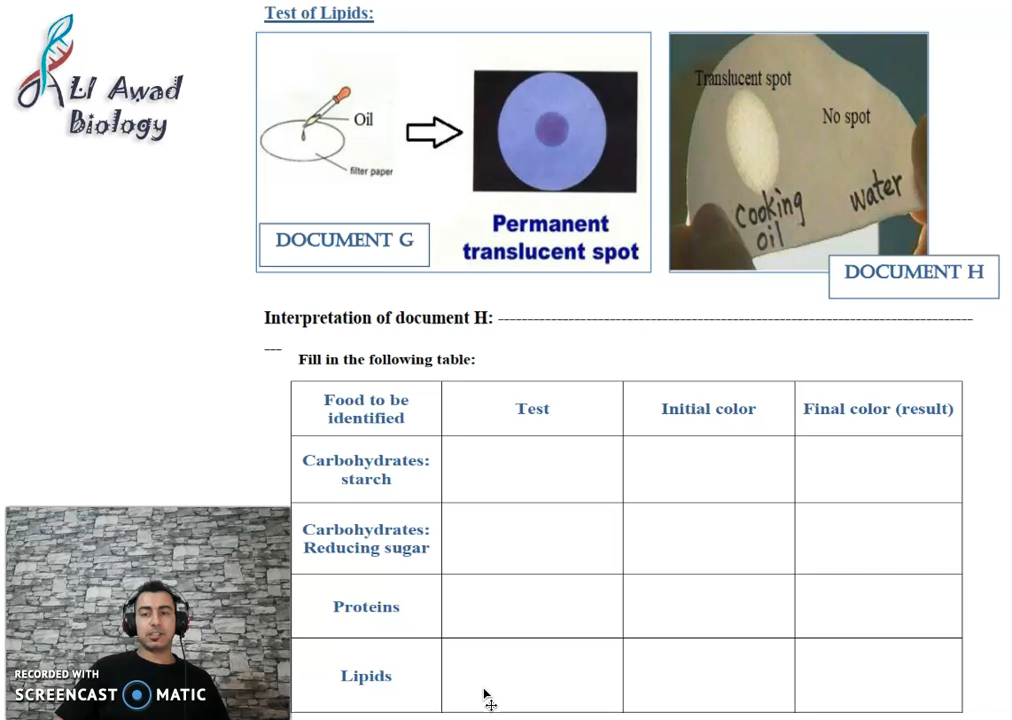 Test of Lipids:
LI Awad
Biology
Oil
filter paper
Permanent
translucent spot
DOCUMENT G
Translucent spot
No spot
cooking
oil
water
DOCUMENT H
Interpretation of document H: --------------------------------------------------------------------------------
---
Fill in the following table:
Food to be
identified
Test
Initial color
Final color (result)
Carbohydrates:
starch
Carbohydrates:
Reducing sugar
Proteins
Lipids
RECORDED WITH
SCREENCAST MATIC